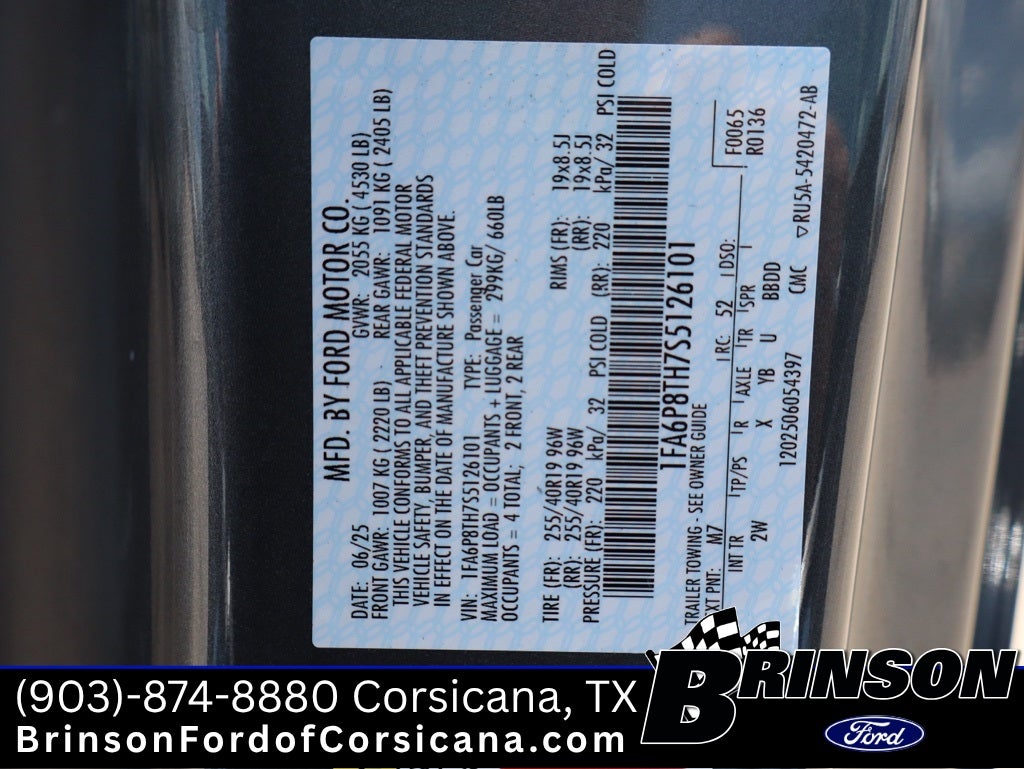 MFD. BY FORD MOTOR CO.
DATE: 06/25 GVWR: 2055 KG ( 4530 LB)
FRONT GAWR: 1007 KG ( 2220 LB) REAR GAWR: 1091 KG ( 2405 LB)
THIS VEHICLE CONFORMS TO ALL APPLICABLE FEDERAL MOTOR
VEHICLE SAFETY, BUMPER, AND THEFT PREVENTION STANDARDS
IN EFFECT ON THE DATE OF MANUFACTURE SHOWN ABOVE.
VIN: 1FA6P8TH7S5126101 TYPE: Passenger Car
MAXIMUM LOAD = OCCUPANTS + LUGGAGE = 299KG/ 660LB
OCCUPANTS = 4 TOTAL; 2 FRONT, 2 REAR
TIRE (FR): 255/40R19 96W RIMS (FR): 19x8.5J
(RR): 255/40R19 96W (RR): 19x8.5J
PRESSURE (FR): 220 kPa/ 32 PSI COLD (RR): 220 kPa/ 32 PSI COLD
1FA6P8TH7S5126101
TRAILER TOWING - SEE OWNER GUIDE
EXT PNT: M7 RC: 52 DSO: F0065
R0136
INT TR TP/PS R AXLE TR SPR
2W X YB U BBDD
1202506054397 CMC ▽RU5A-5420472-AB
(903)-874-8880 Corsicana, TX
BrinsonFordofCorsicana.com
BRINSON
Ford